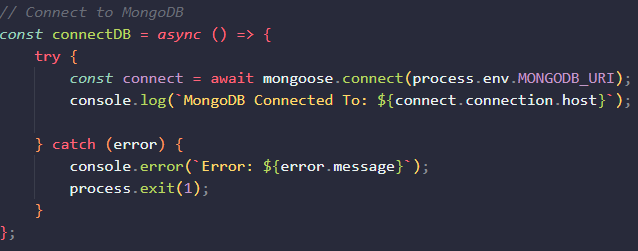 // Connect to MongoDB
const connectDB = async () => {
    try {
        const connect = await mongoose.connect(process.env.MONGODB_URI);
        console.log(`MongoDB Connected To: ${connect.connection.host}`);

    } catch (error) {
        console.error(`Error: ${error.message}`);
        process.exit(1);
    }
};